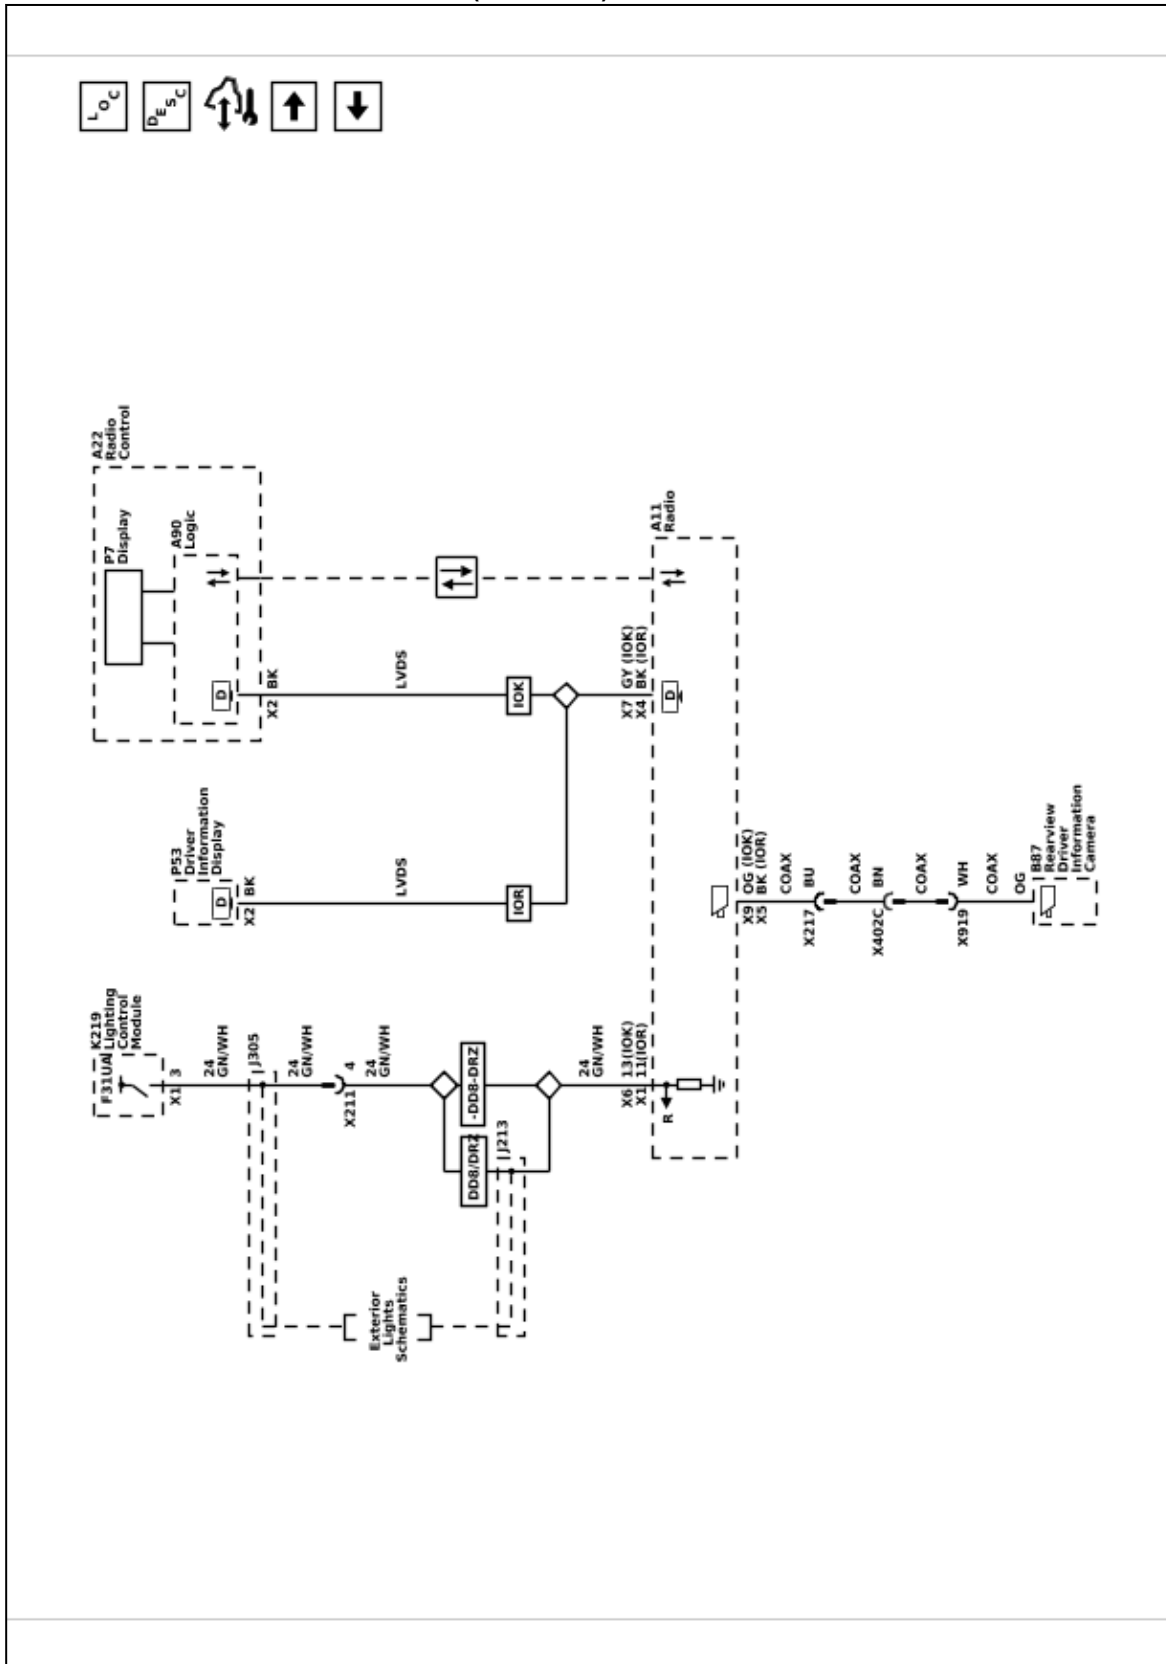 LOC
DESC
A22
Radio
Control
P7
Display
A90
Logic
D
X2
BK
LVDS
IOK
X7 GY (IOK)
X4 BK (IOR)
A11
Radio
D
P53
Driver
Information
Display
D
X2
BK
LVDS
IOR
X9 OG (IOK)
X5 BK (IOR)
COAX
X217
BU
COAX
X402C
BN
COAX
X919
WH
COAX
OG
B87
Rearview
Driver
Information
Camera
K219
Lighting
Control
Module
F31UA
X1 3
24
GN/WH
J305
24
GN/WH
X211
4
24
GN/WH
-DD8-DRZ
DD8/DRZ
J213
24
GN/WH
X6 13(IOK)
X1 11(IOR)
R
Exterior
Lights
Schematics